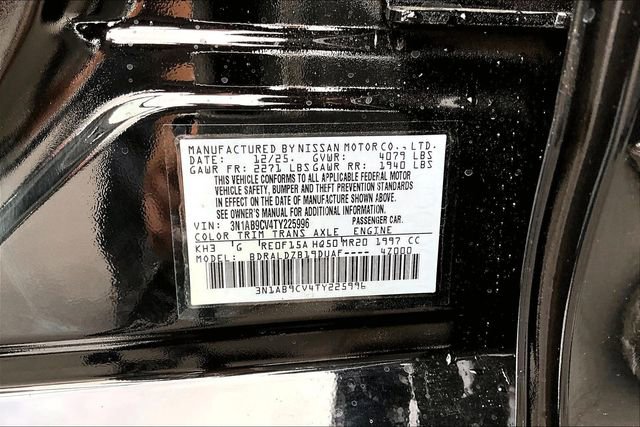 MANUFACTURED BY NISSAN MOTOR CO., LTD.
DATE: 12/25. GVWR: 4079 LBS
GAWR FR: 2271 LBS GAWR RR: 1940 LBS
THIS VEHICLE CONFORMS TO ALL APPLICABLE FEDERAL MOTOR
VEHICLE SAFETY, BUMPER AND THEFT PREVENTION STANDARDS
IN EFFECT ON THE DATE OF MANUFACTURE SHOWN ABOVE.
SEE OWNER'S MANUAL FOR ADDITIONAL INFORMATION.
VIN: 3N1AB9CV4TY225996 PASSENGER CAR.
COLOR TRIM TRANS AXLE ENGINE
KH3 'G RE0F15A HQ50 MR20 1997 CC
MODEL: BDRALDZB19DUAF---- 47000
3N1AB9CV4TY225996